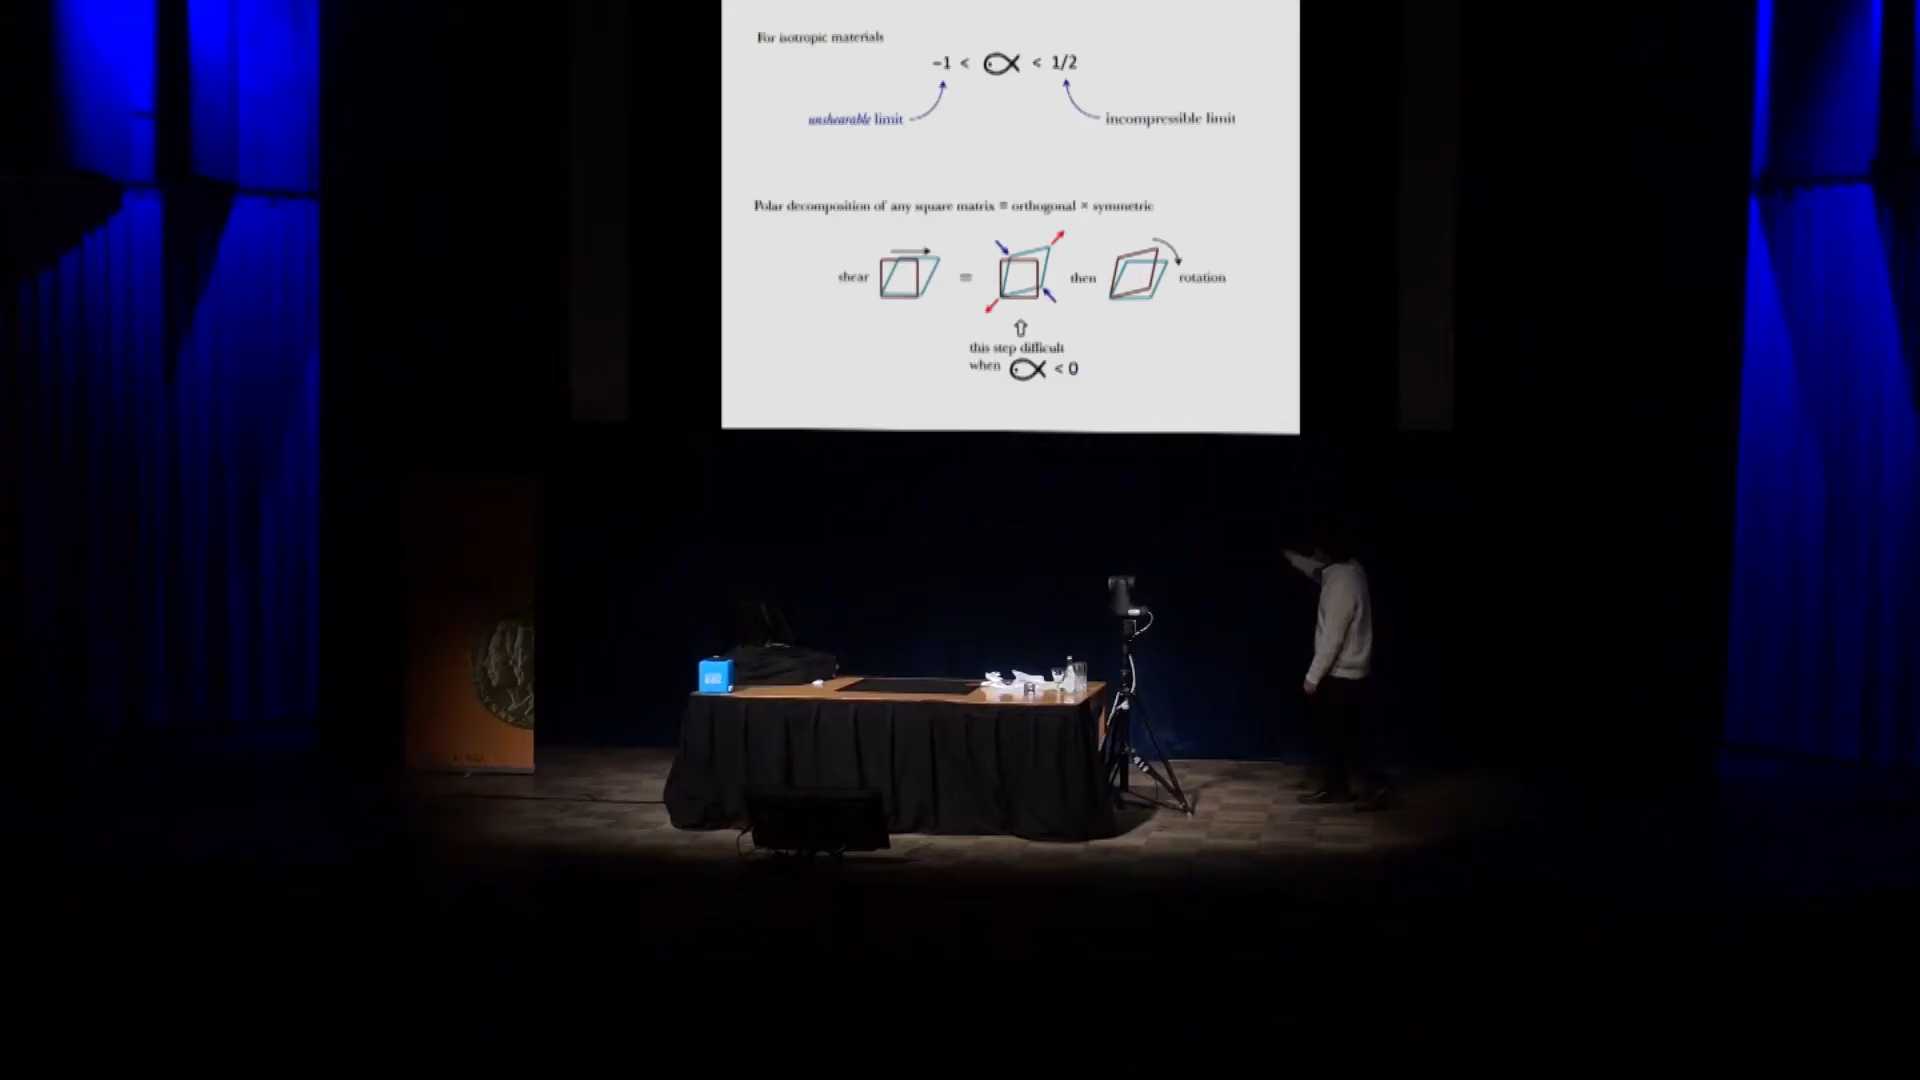 For isotropic materials
-1 < < 1/2
unshearable limit
incompressible limit
Polar decomposition of any square matrix = orthogonal × symmetric
shear = then rotation
this step difficult
when < 0